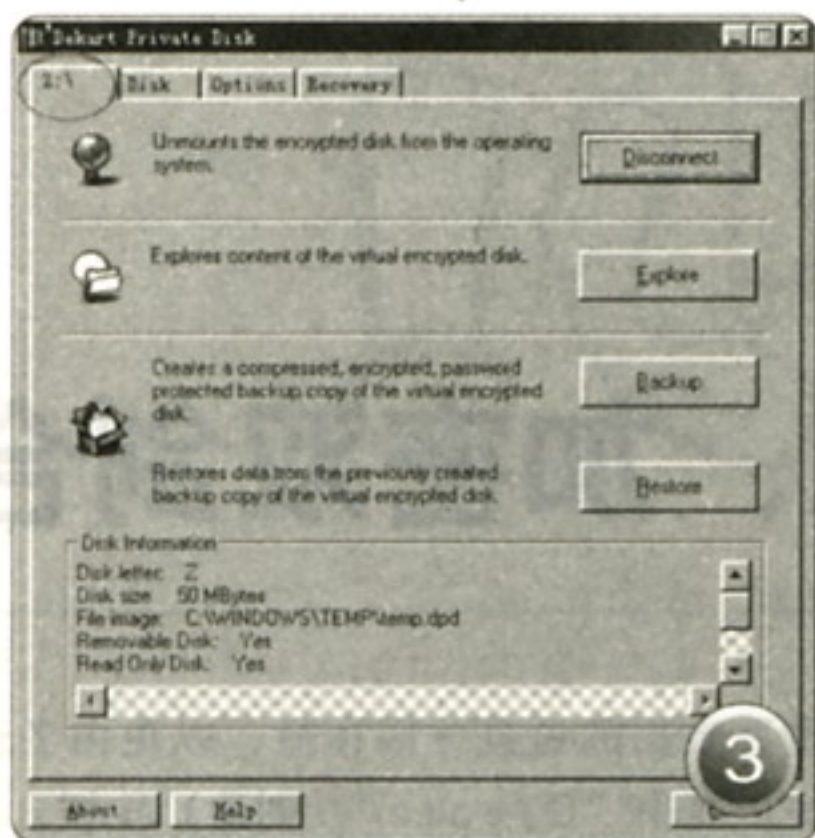 Dekart Private Disk
Z:\ Disk Options Recovery
Unmounts the encrypted disk from the operating
system.
Disconnect
Explores content of the virtual encrypted disk.
Explore
Creates a compressed, encrypted, password
protected backup copy of the virtual encrypted
disk.
Backup
Restores data from the previously created
backup copy of the virtual encrypted disk.
Restore
Disk Information
Disk letter: Z
Disk size: 50 MBytes
File image: C:\WINDOWS\TEMP\temp.dpd
Removable Disk: Yes
Read Only Disk: Yes
3
About Help